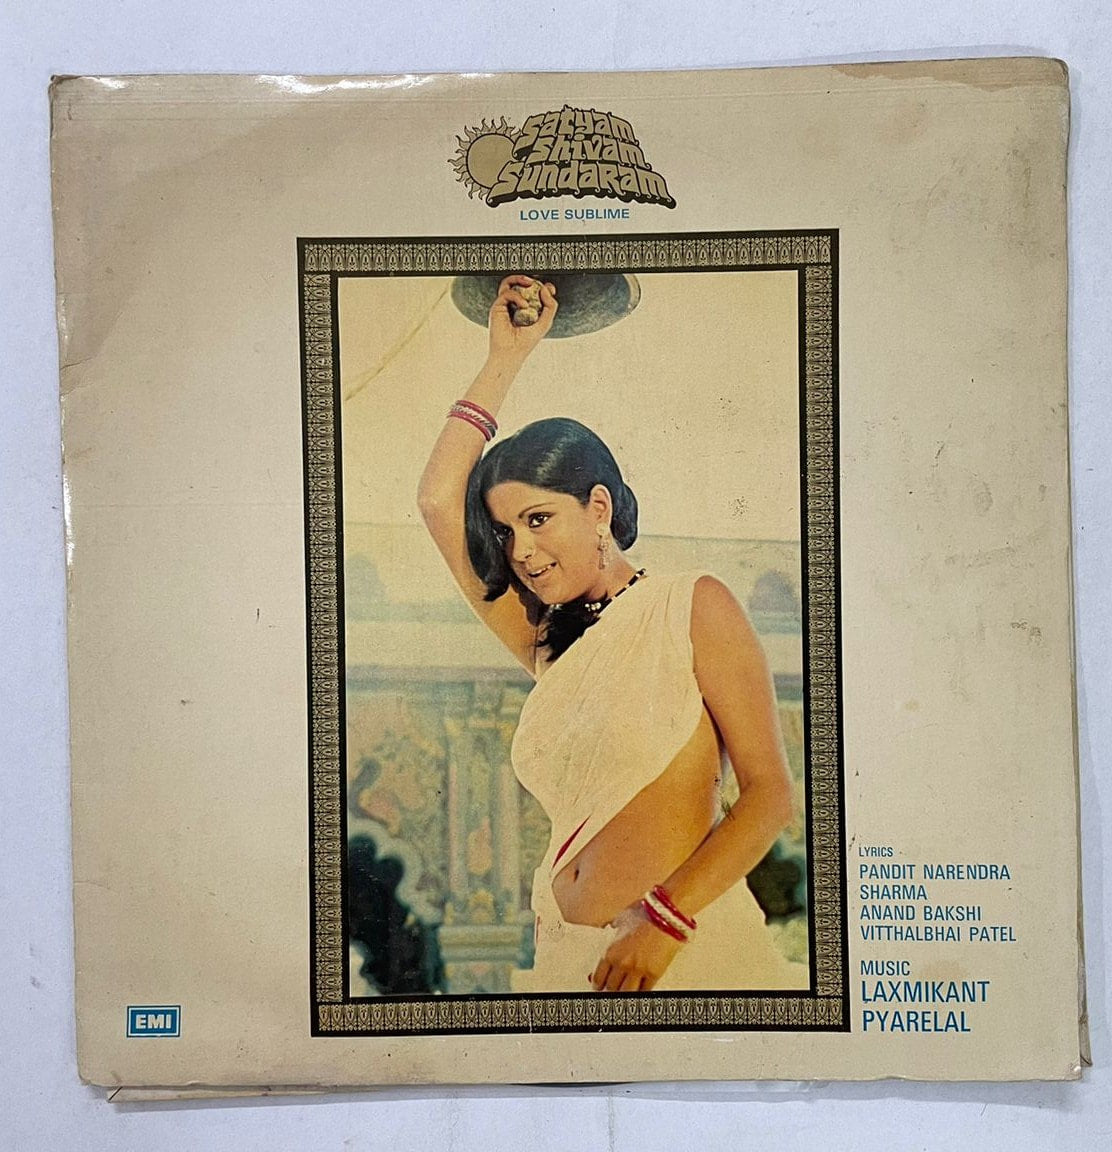 Satyam
Shivam
Sundaram
LOVE SUBLIME
LYRICS
PANDIT NARENDRA
SHARMA
ANAND BAKSHI
VITTHALBHAI PATEL
MUSIC
LAXMIKANT
PYARELAL
EMI